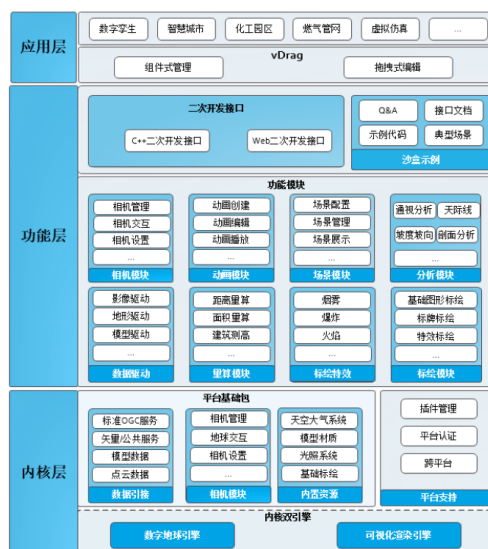 应用层
数字孪生 智慧城市 化工园区 燃气管网 虚拟仿真 ...
vDrag
组件式管理 拖拽式编辑
功能层
二次开发接口
C++二次开发接口 Web二次开发接口
Q&A 接口文档
示例代码 典型场景
沙盒示例
功能模块
相机管理
相机交互
相机设置
...
相机模块
动画创建
动画编辑
动画播放
...
动画模块
场景配置
场景管理
场景展示
...
场景模块
通视分析 天际线
坡度坡向 剖面分析
...
分析模块
影像驱动
地形驱动
模型驱动
...
数据驱动
距离量算
面积量算
建筑测高
...
量算模块
烟雾
爆炸
火焰
...
标绘特效
基础图形标绘
标牌标绘
特效标绘
...
标绘模块
内核层
平台基础包
标准OGC服务
矢量/公共服务
模型数据
点云数据
数据引接
相机管理
地球交互
相机设置
...
相机模块
天空大气系统
模型材质
光照系统
基础标绘
内置资源
插件管理
平台认证
跨平台
平台支持
内核双引擎
数字地球引擎 可视化渲染引擎